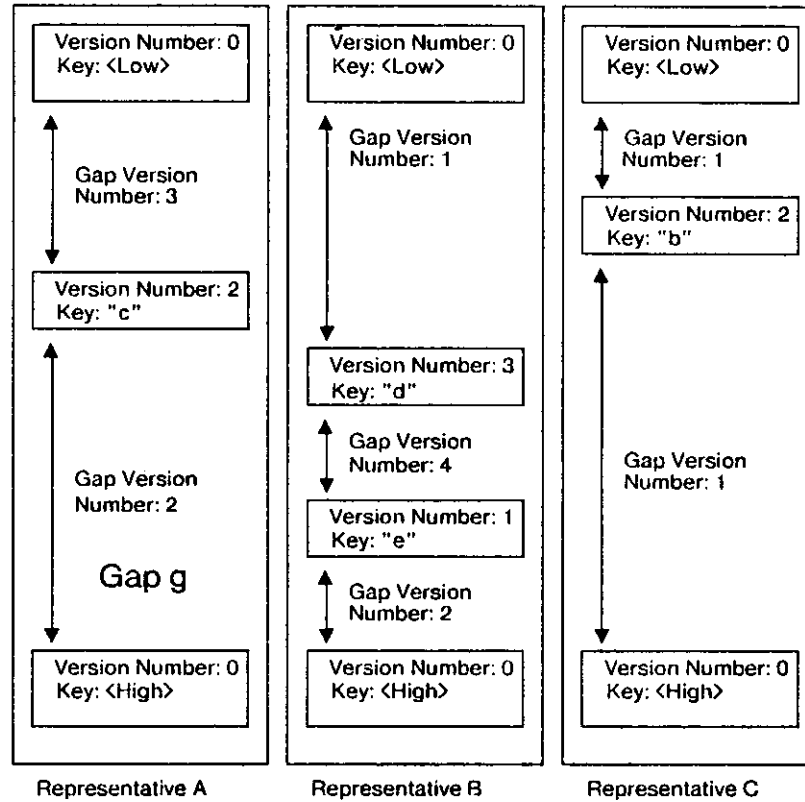 Version Number: 0
Key: <Low>
Gap Version
Number: 3
Version Number: 2
Key: "c"
Gap Version
Number: 2
Gap g
Version Number: 0
Key: <High>
Representative A
Version Number: 0
Key: <Low>
Gap Version
Number: 1
Version Number: 3
Key: "d"
Gap Version
Number: 4
Version Number: 1
Key: "e"
Gap Version
Number: 2
Version Number: 0
Key: <High>
Representative B
Version Number: 0
Key: <Low>
Gap Version
Number: 1
Version Number: 2
Key: "b"
Gap Version
Number: 1
Version Number: 0
Key: <High>
Representative C